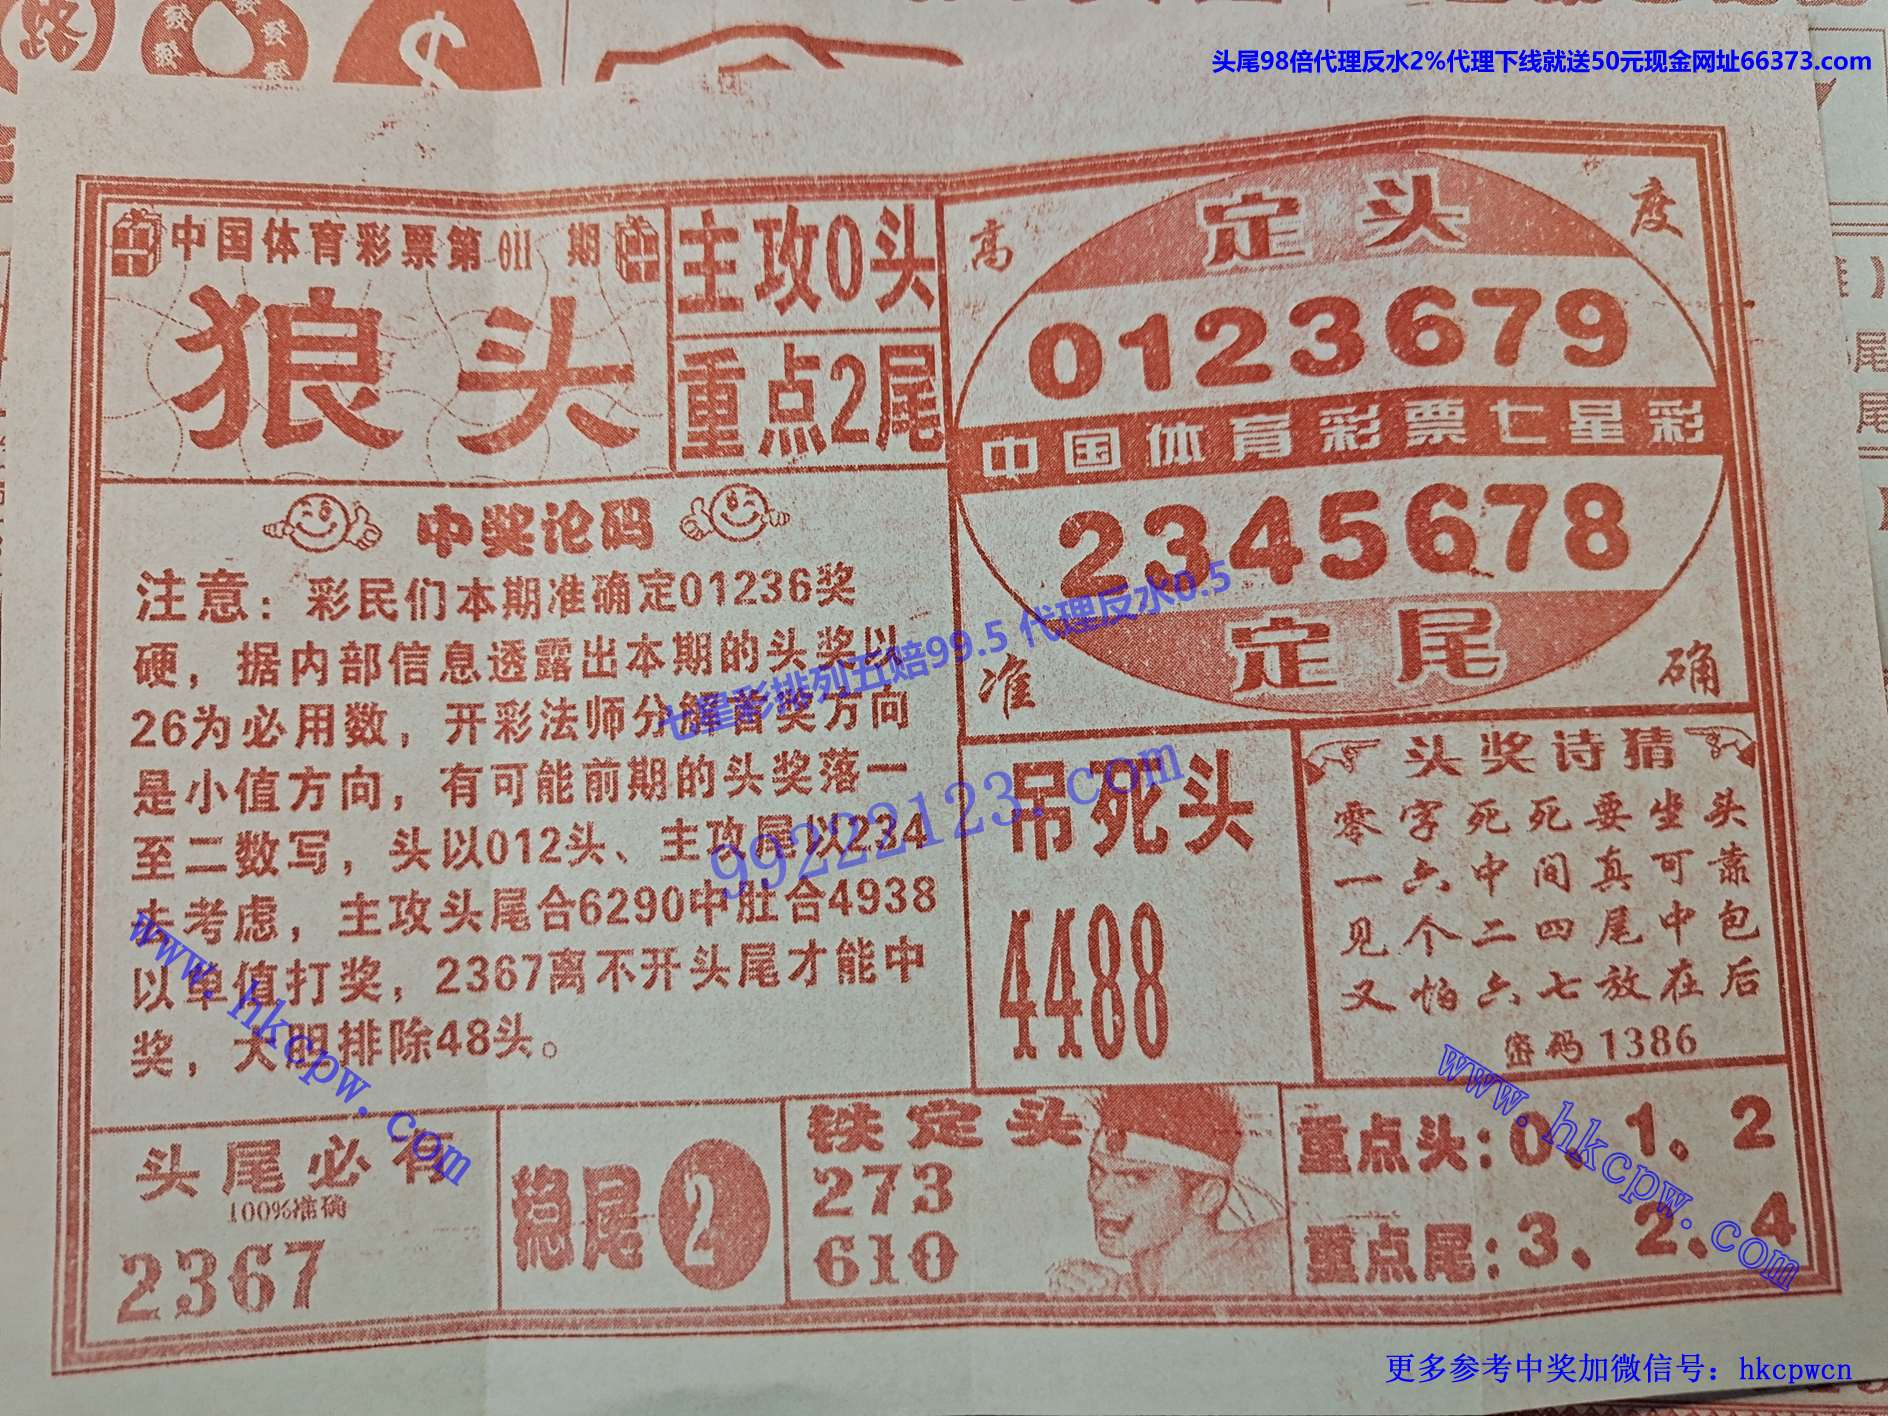 路
發 發 發 發
$
头尾98倍代理反水2%代理下线就送50元现金网址66373.com
中国体育彩票第 011 期
狼头
主攻0头
重点2尾
高 度
定头
0123679
中国体育彩票七星彩
2345678
定尾
准 确
中奖论码
注意：彩民们本期准确定01236奖
硬，据内部信息透露出本期的头奖以
26为必用数，开彩法师分解首奖方向
是小值方向，有可能前期的头奖落一
至二数写，头以012头、主攻尾以234
去考虑，主攻头尾合6290中肚合4938
以单值打奖，2367离不开头尾才能中
奖，大胆排除48头。
七星彩排列五赔99.5 代理反水0.5
99222123.com
吊死头
4488
头奖诗猜
零字死死要坐头
一六中间真可靠
见个二四尾中包
又怕六七放在后
密码1386
头尾必有
100%准确
2367
稳尾 2
铁定头
273
610
重点头：0、1、2
重点尾：3、2、4
www.hkcpw.com
www.hkcpw.com
更多参考中奖加微信号：hkcpwcn
尾
尾